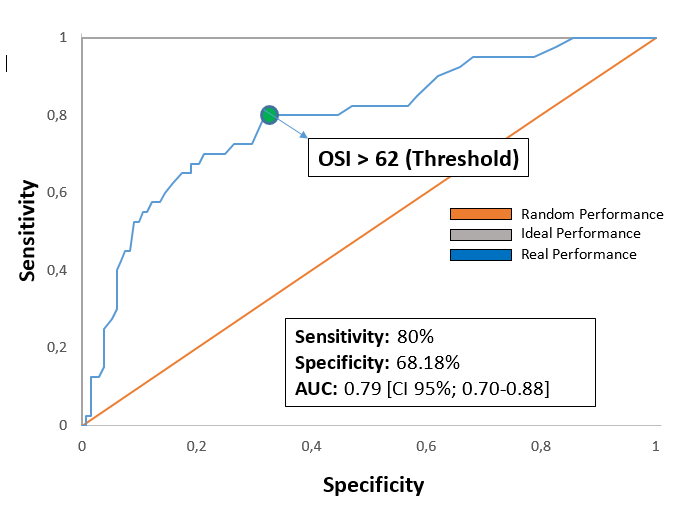 1
0,8
0,6
0,4
0,2
0
Sensitivity
OSI > 62 (Threshold)
Random Performance
Ideal Performance
Real Performance
Sensitivity: 80%
Specificity: 68.18%
AUC: 0.79 [CI 95%; 0.70-0.88]
0 0,2 0,4 0,6 0,8 1
Specificity